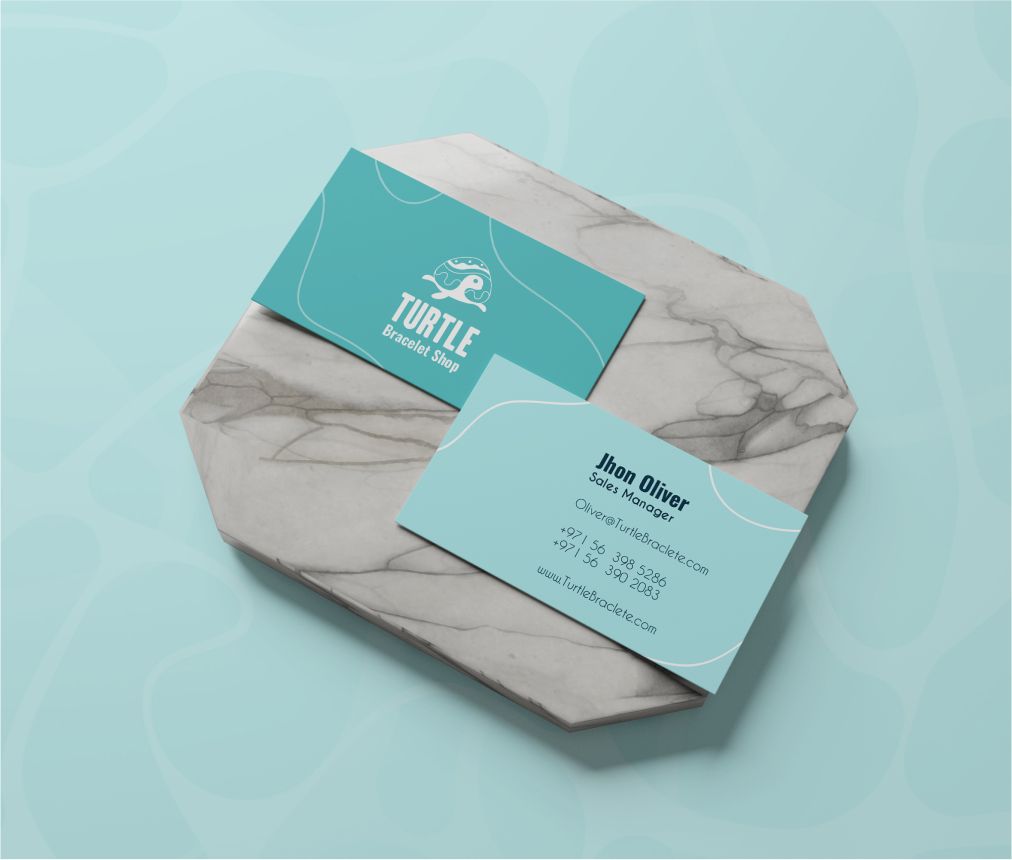 TURTLE
Bracelet Shop
Jhon Oliver
Sales Manager
Oliver@TurtleBraclete.com
+971 56 398 5286
+971 56 390 2083
www.TurtleBraclete.com